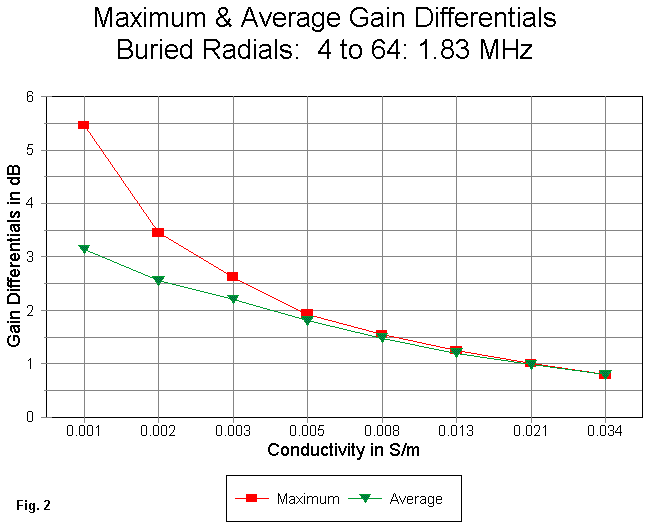 Maximum & Average Gain Differentials
Buried Radials: 4 to 64: 1.83 MHz
Gain Differentials in dB
6
5
4
3
2
1
0
0.001 0.002 0.003 0.005 0.008 0.013 0.021 0.034
Conductivity in S/m
Maximum Average
Fig. 2